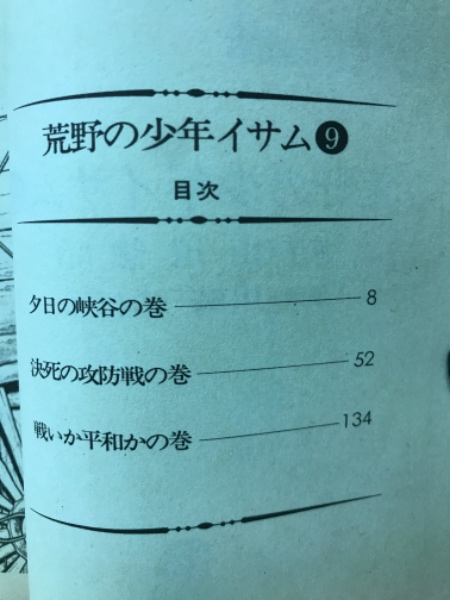 荒野の少年イサム❾
目次
夕日の峡谷の巻 8
決死の攻防戦の巻 52
戦いか平和かの巻 134